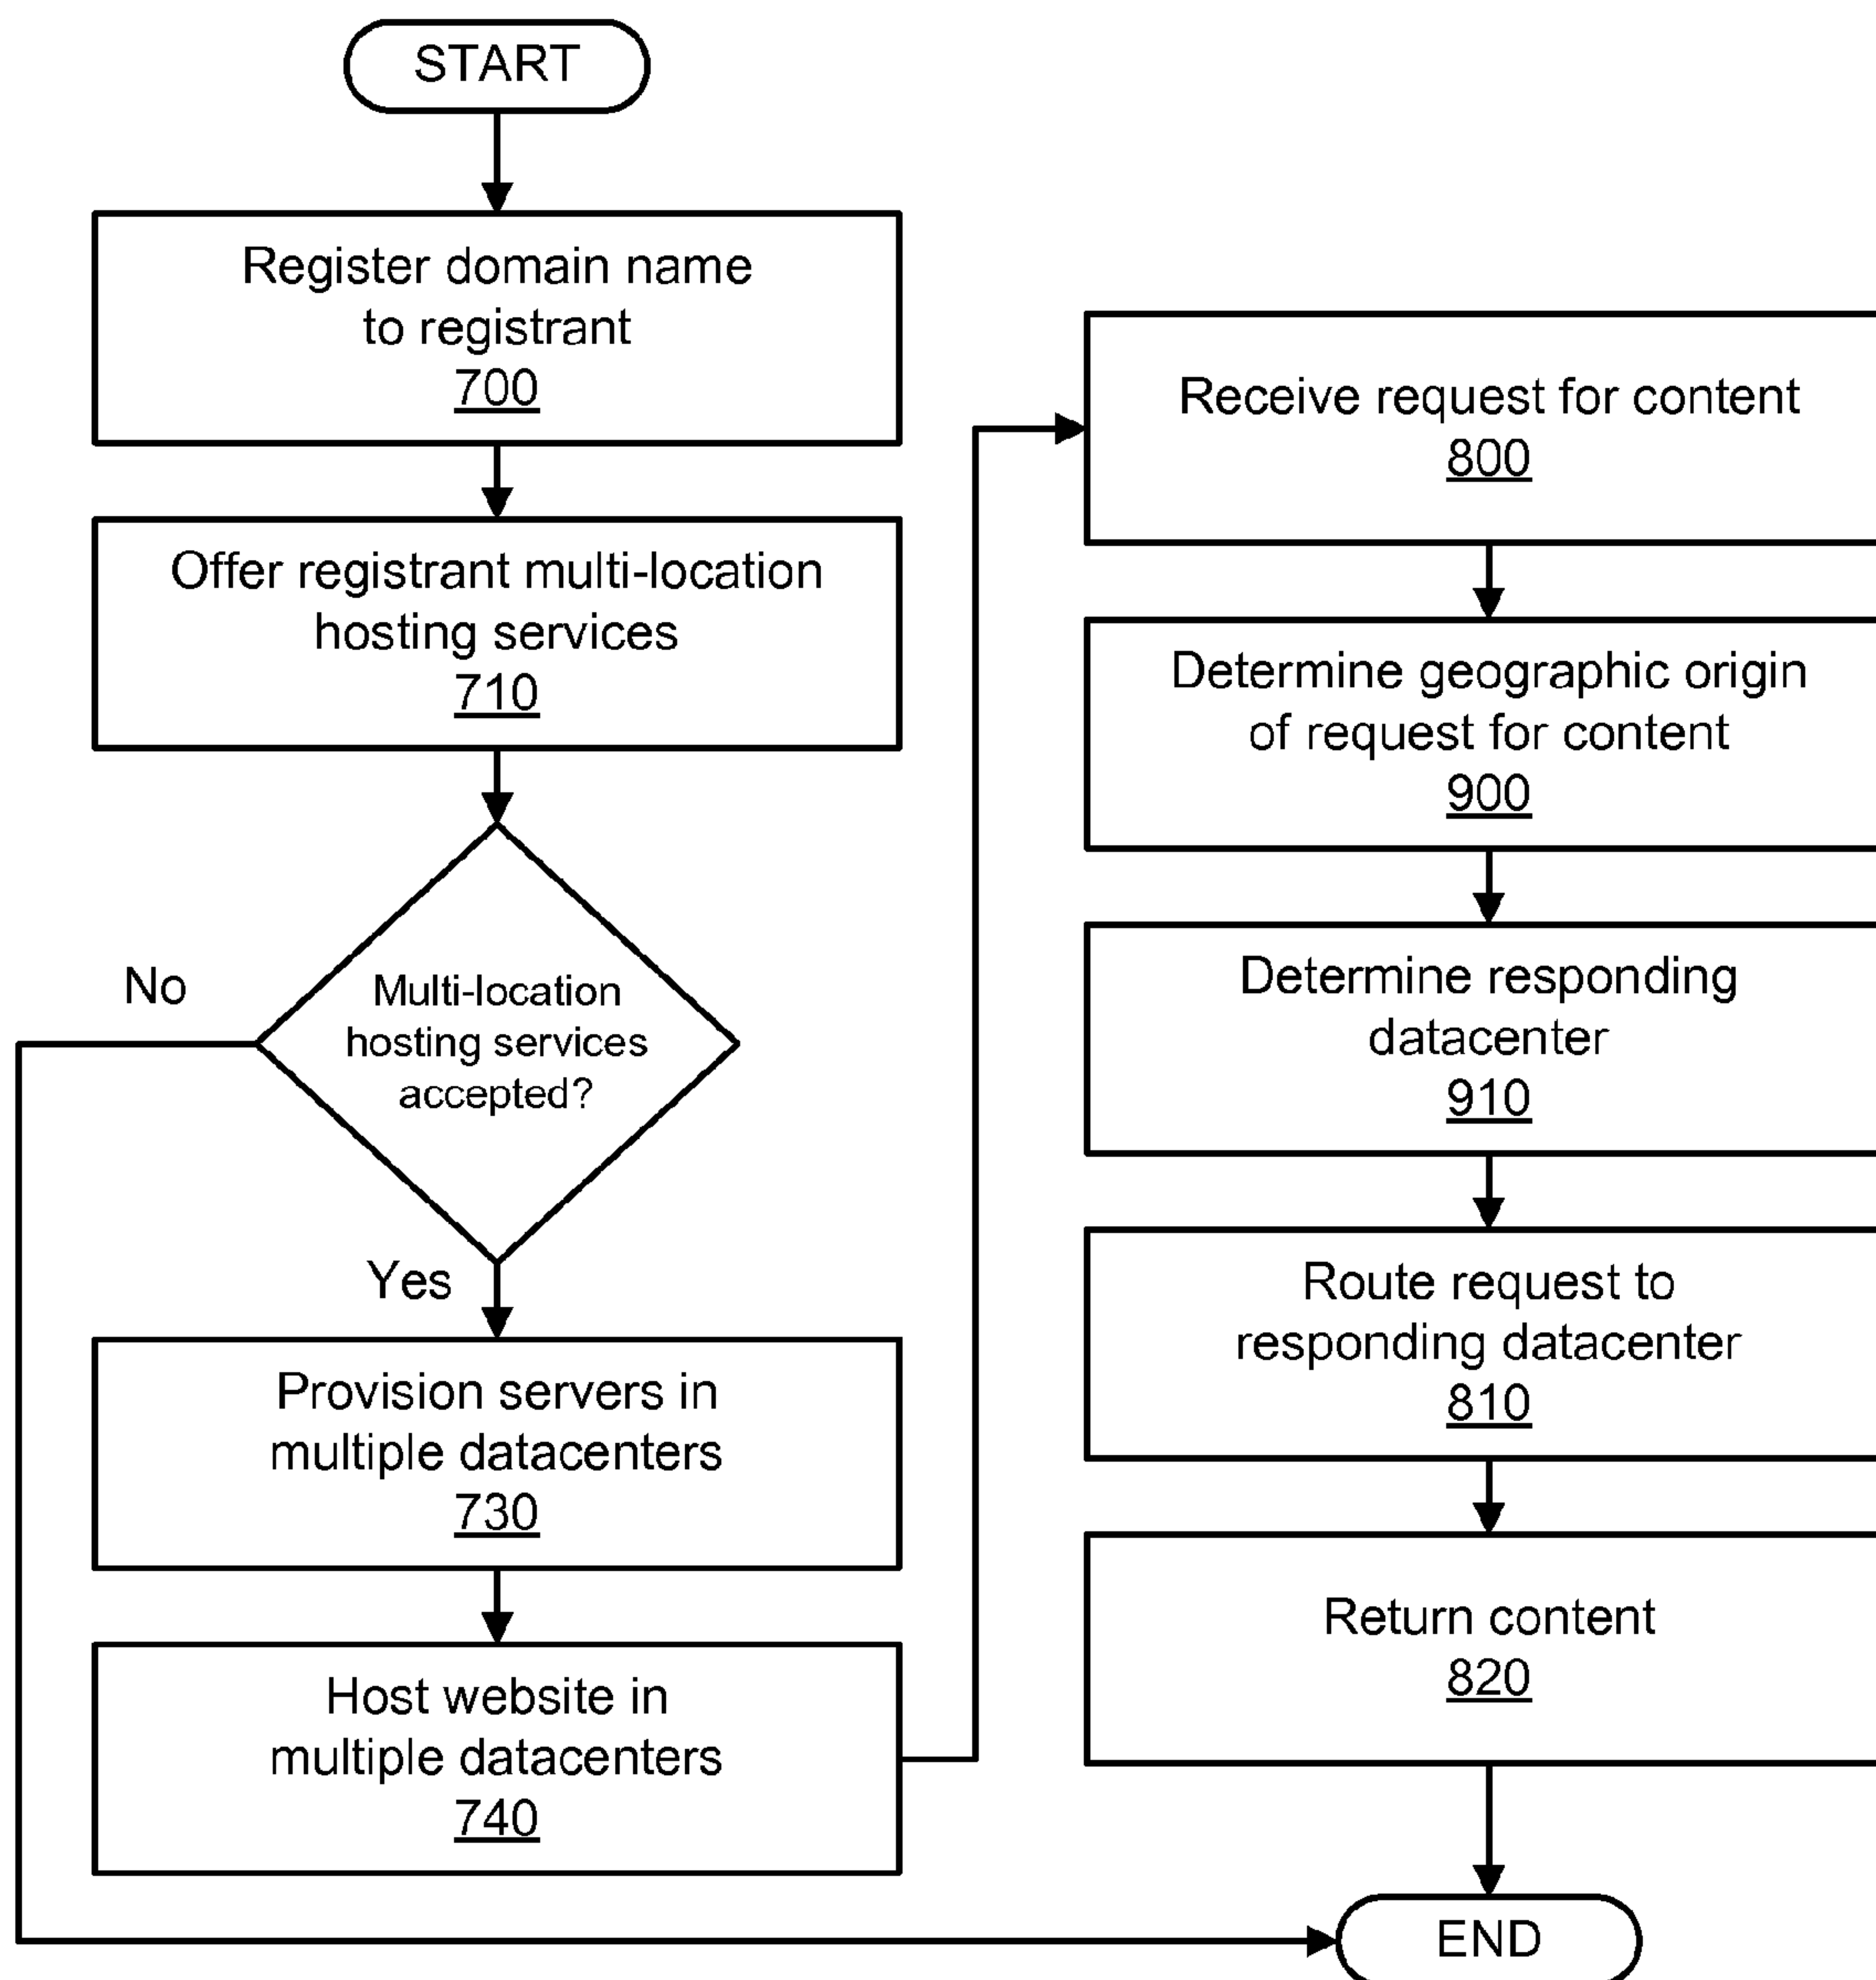 START
Register domain name
to registrant
700
Offer registrant multi-location
hosting services
710
No
Multi-location
hosting services
accepted?
Yes
Provision servers in
multiple datacenters
730
Host website in
multiple datacenters
740
Receive request for content
800
Determine geographic origin
of request for content
900
Determine responding
datacenter
910
Route request to
responding datacenter
810
Return content
820
END